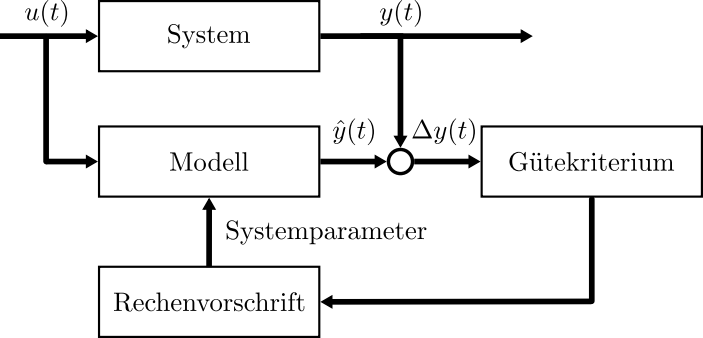 u(t)
y(t)
System
ŷ(t)
Δy(t)
Modell
Gütekriterium
Systemparameter
Rechenvorschrift